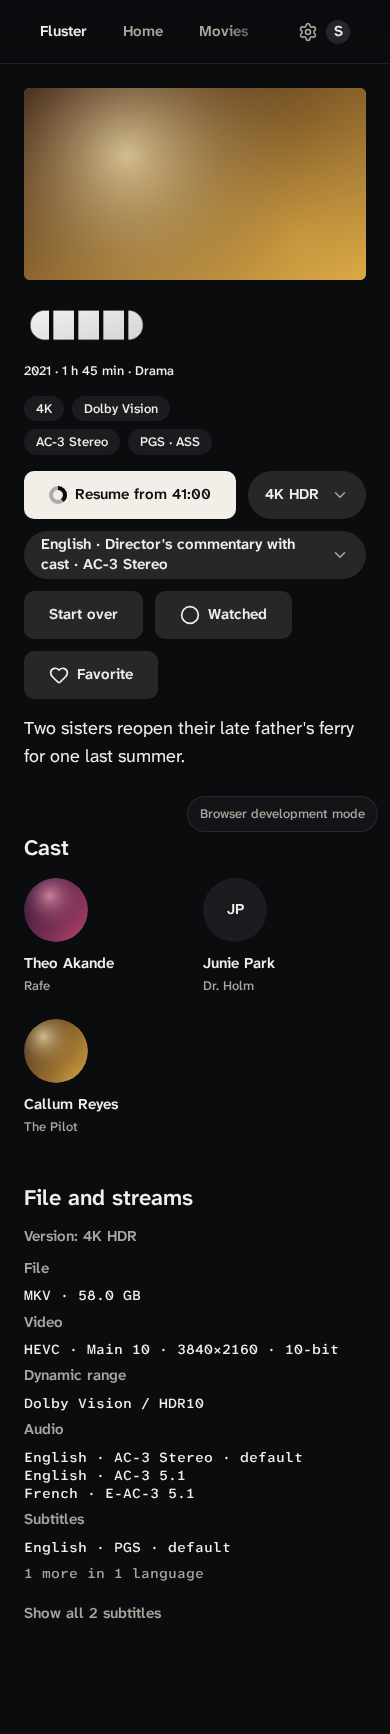 Fluster
Home
Movies
S
2021 · 1 h 45 min · Drama
4K
Dolby Vision
AC-3 Stereo
PGS · ASS
Resume from 41:00
4K HDR
English · Director's commentary with
cast · AC-3 Stereo
Start over
Watched
Favorite
Two sisters reopen their late father's ferry
for one last summer.
Browser development mode
Cast
Theo Akande
Rafe
JP
Junie Park
Dr. Holm
Callum Reyes
The Pilot
File and streams
Version: 4K HDR
File
MKV · 58.0 GB
Video
HEVC · Main 10 · 3840×2160 · 10-bit
Dynamic range
Dolby Vision / HDR10
Audio
English · AC-3 Stereo · default
English · AC-3 5.1
French · E-AC-3 5.1
Subtitles
English · PGS · default
1 more in 1 language
Show all 2 subtitles